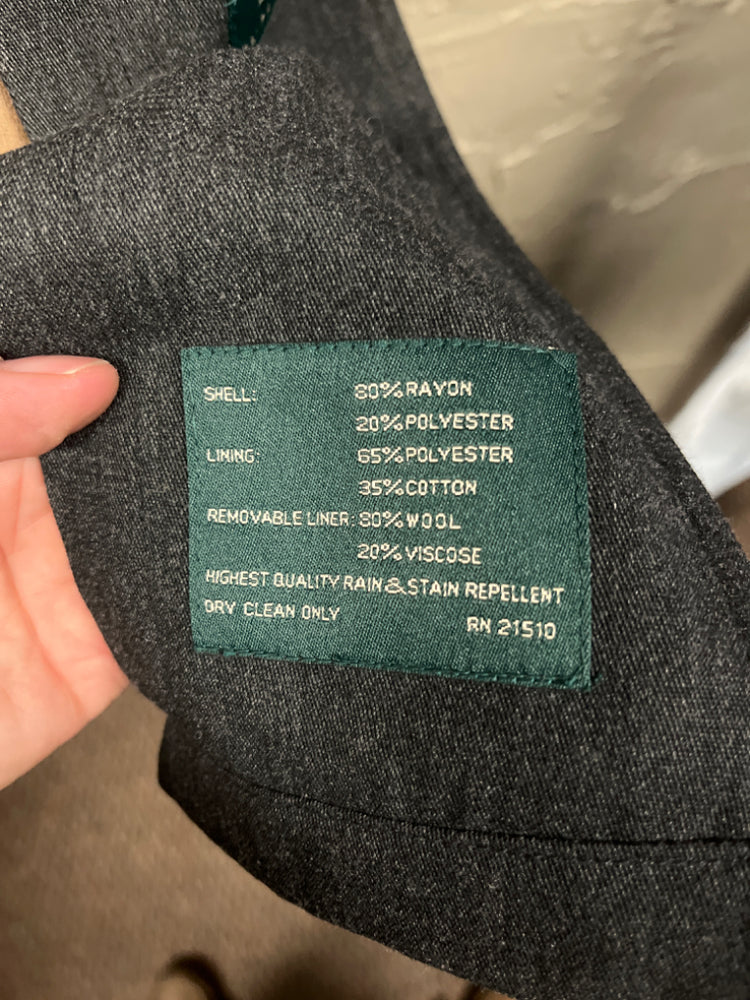 SHELL: 80% RAYON
20% POLYESTER
LINING: 65% POLYESTER
35% COTTON
REMOVABLE LINER: 80% WOOL
20% VISCOSE
HIGHEST QUALITY RAIN & STAIN REPELLENT
DRY CLEAN ONLY RN 21510